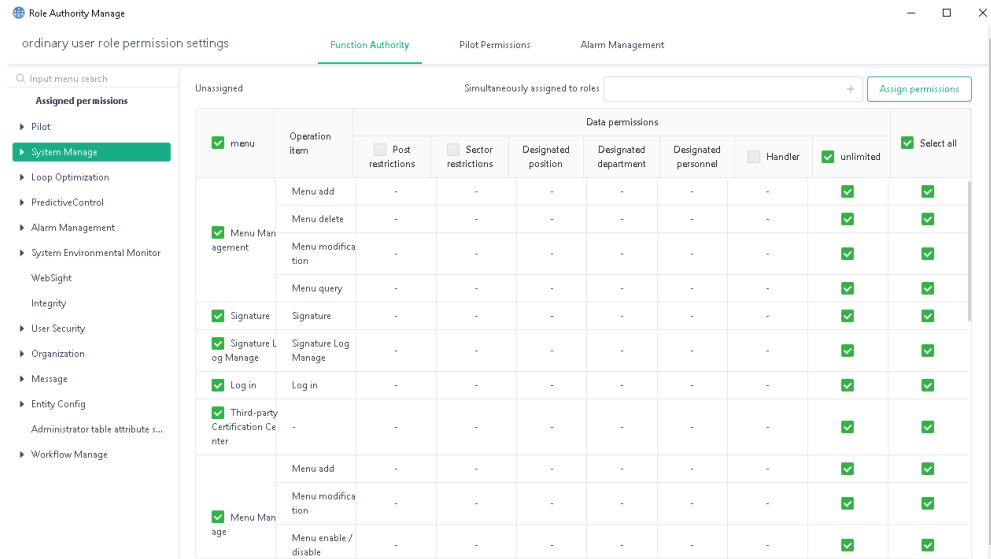 Role Authority Manage
ordinary user role permission settings
Function Authority
Pilot Permissions
Alarm Management
Input menu search
Assigned permissions
Pilot
System Manage
Loop Optimization
PredictiveControl
Alarm Management
System Environmental Monitor
WebSight
Integrity
User Security
Organization
Message
Entity Config
Administrator table attribute s...
Workflow Manage
Unassigned
Simultaneously assigned to roles
+
Assign permissions
menu
Operation
item
Data permissions
Post
restrictions
Sector
restrictions
Designated
position
Designated
department
Designated
personnel
Handler
unlimited
Select all
Menu Man
agement
Menu add
- - - - - -
Menu delete
- - - - - -
Menu modifica
tion
- - - - - -
Menu query
- - - - - -
Signature
Signature
- - - - - -
Signature L
og Manage
Signature Log
Manage
- - - - - -
Log in
Log in
- - - - - -
Third-party
Certification Ce
nter
- - - - - - -
Menu Man
age
Menu add
- - - - - -
Menu modifica
tion
- - - - - -
Menu enable /
disable
- - - - - -